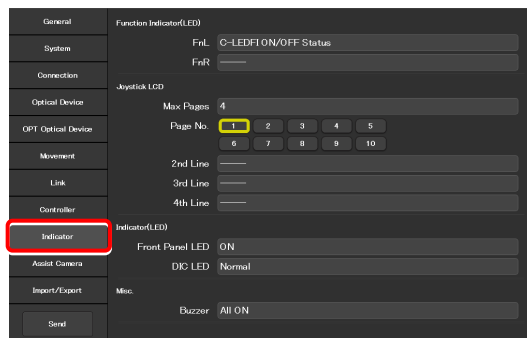 General
System
Connection
Optical Device
OPT Optical Device
Movement
Link
Controller
Indicator
Assist Camera
Import/Export
Send
Function Indicator(LED)
FnL C-LEDFI ON/OFF Status
FnR ——
Joystick LCD
Max Pages 4
Page No. 1 2 3 4 5
6 7 8 9 10
2nd Line ——
3rd Line ——
4th Line ——
Indicator(LED)
Front Panel LED ON
DIC LED Normal
Misc.
Buzzer All ON